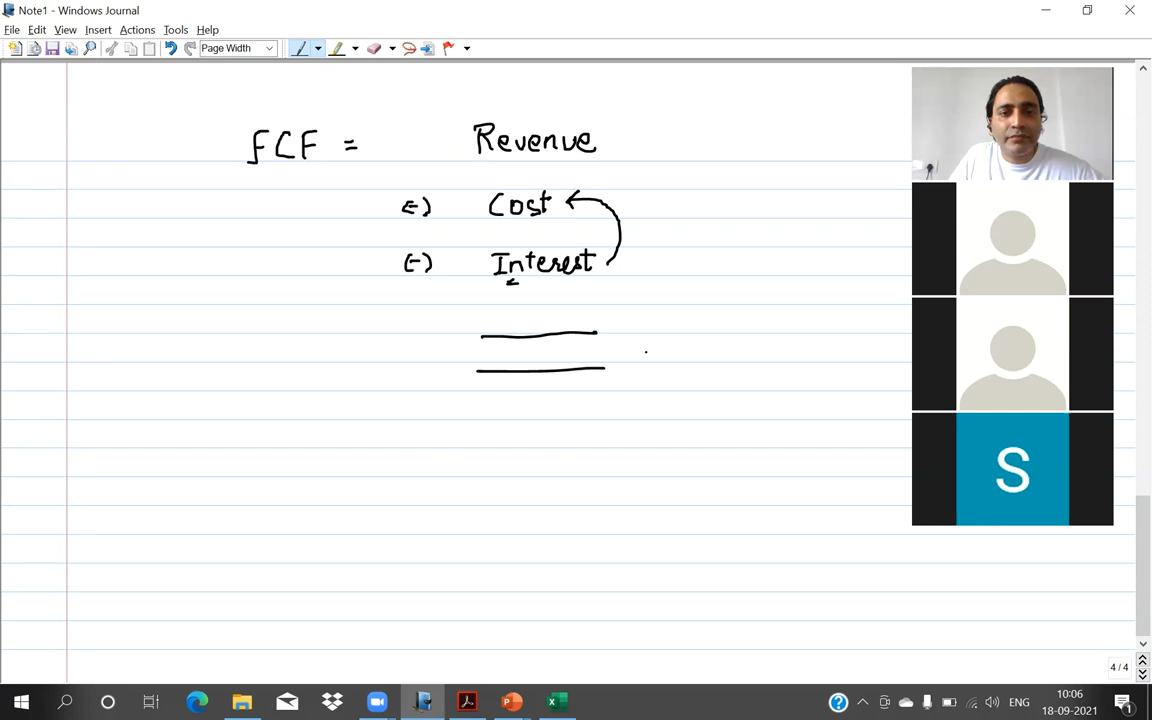 Note1 - Windows Journal
File Edit View Insert Actions Tools Help
Page Width
FCF = Revenue
(-) Cost
(-) Interest
S
4 / 4
ENG
10:06
18-09-2021
1